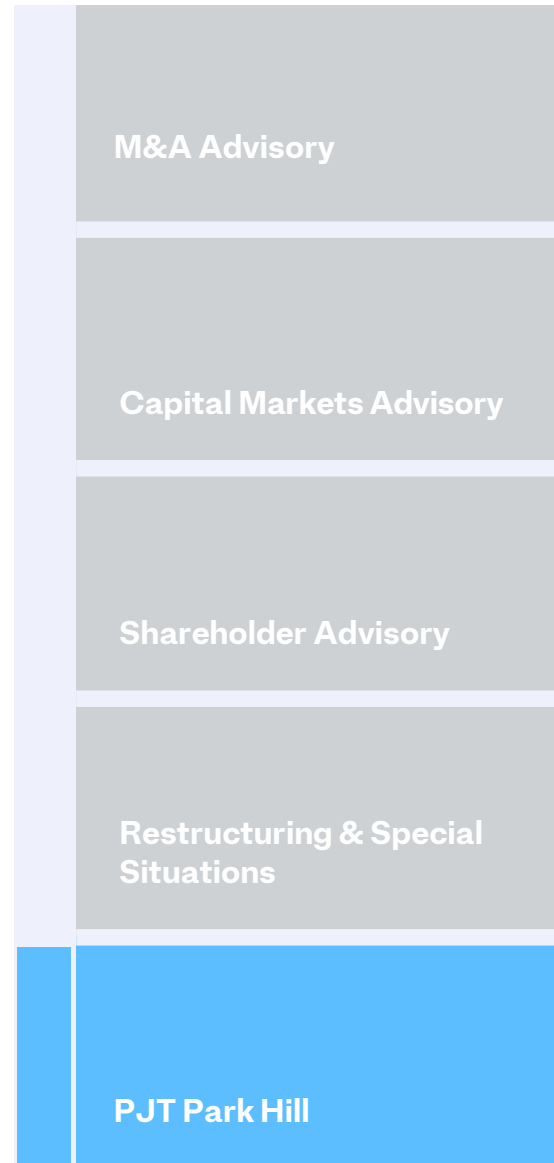 M&A Advisory
Capital Markets Advisory
Shareholder Advisory
Restructuring & Special
Situations
PJT Park Hill